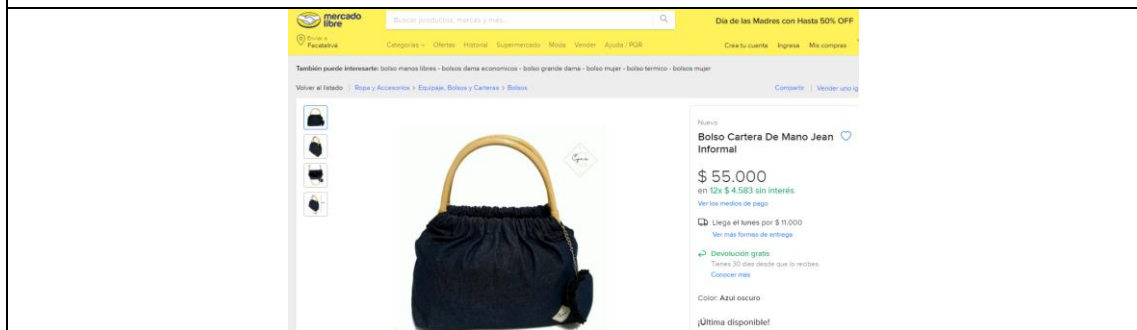 mercado libre
Buscar productos, marcas y más...
Día de las Madres con Hasta 50% OFF
Enviar a
Facatativá
Categorías Ofertas Historial Supermercado Moda Vender Ayuda / PQR
Crea tu cuenta Ingresa Mis compras
También puede interesarte: bolso manos libres - bolsos dama economicos - bolso grande dama - bolso mujer - bolso termico - bolsos mujer
Volver al listado | Ropa y Accesorios > Equipaje, Bolsos y Carteras > Bolsos
Compartir | Vender uno ig
Nuevo
Bolso Cartera De Mano Jean
Informal
$ 55.000
en 12x $ 4.583 sin interés
Ver los medios de pago
Llega el lunes por $ 11.000
Ver más formas de entrega
Devolución gratis
Tienes 30 días desde que lo recibes.
Conocer más
Color: Azul oscuro
¡Última disponible!